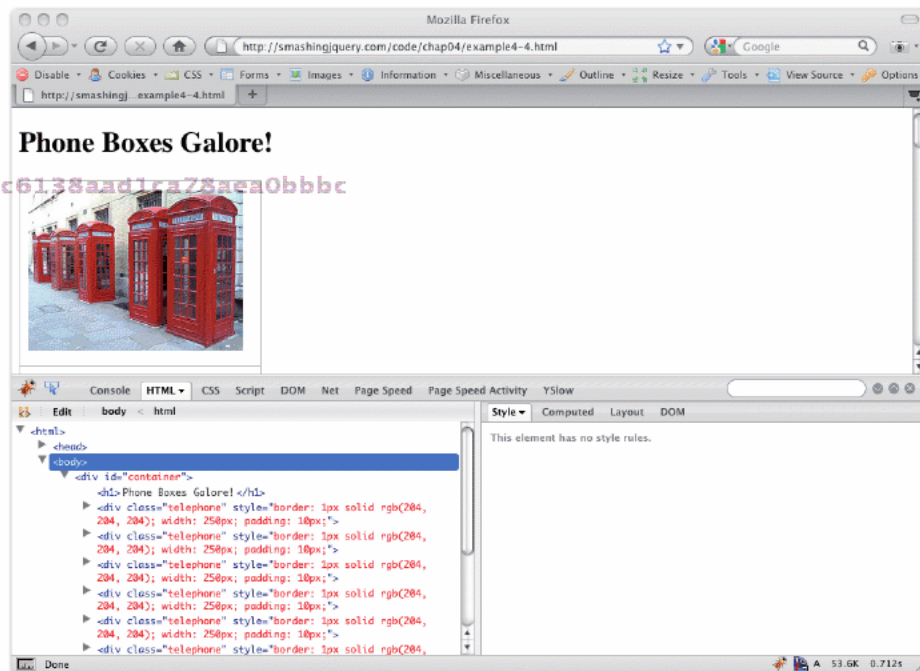 Mozilla Firefox
http://smashingjquery.com/code/chap04/example4-4.html
Google
Disable Cookies CSS Forms Images Information Miscellaneous Outline Resize Tools View Source Options
http://smashingj...example4-4.html +
Phone Boxes Galore!
c6138aad1ca78aea0bbbc
Console HTML CSS Script DOM Net Page Speed Page Speed Activity YSlow
Edit body < html
Style Computed Layout DOM
This element has no style rules.
<html>
<head>
<body>
<div id="container">
<h1>Phone Boxes Galore!</h1>
<div class="telephone" style="border: 1px solid rgb(204,
204, 204); width: 250px; padding: 10px;">
<div class="telephone" style="border: 1px solid rgb(204,
204, 204); width: 250px; padding: 10px;">
<div class="telephone" style="border: 1px solid rgb(204,
204, 204); width: 250px; padding: 10px;">
<div class="telephone" style="border: 1px solid rgb(204,
204, 204); width: 250px; padding: 10px;">
<div class="telephone" style="border: 1px solid rgb(204,
204, 204); width: 250px; padding: 10px;">
<div class="telephone" style="border: 1px solid rgb(204,
Done
A 53.6K 0.712s